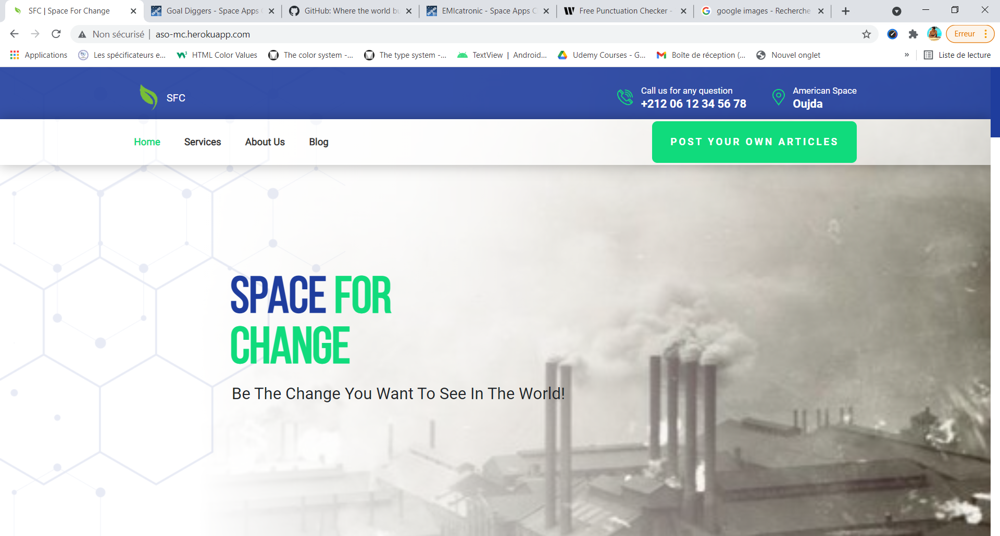 SFC | Space For Change
Goal Diggers - Space Apps
GitHub: Where the world bu
EMIcatronic - Space Apps C
Free Punctuation Checker -
google images - Recherche
Non sécurisé | aso-mc.herokuapp.com
Erreur
Applications
Les spécificateurs e...
HTML Color Values
The color system -...
The type system -...
TextView | Android...
Udemy Courses - G...
Boîte de réception (...
Nouvel onglet
»
Liste de lecture
SFC
Call us for any question
+212 06 12 34 56 78
American Space
Oujda
Home
Services
About Us
Blog
POST YOUR OWN ARTICLES
SPACE FOR
CHANGE
Be The Change You Want To See In The World!